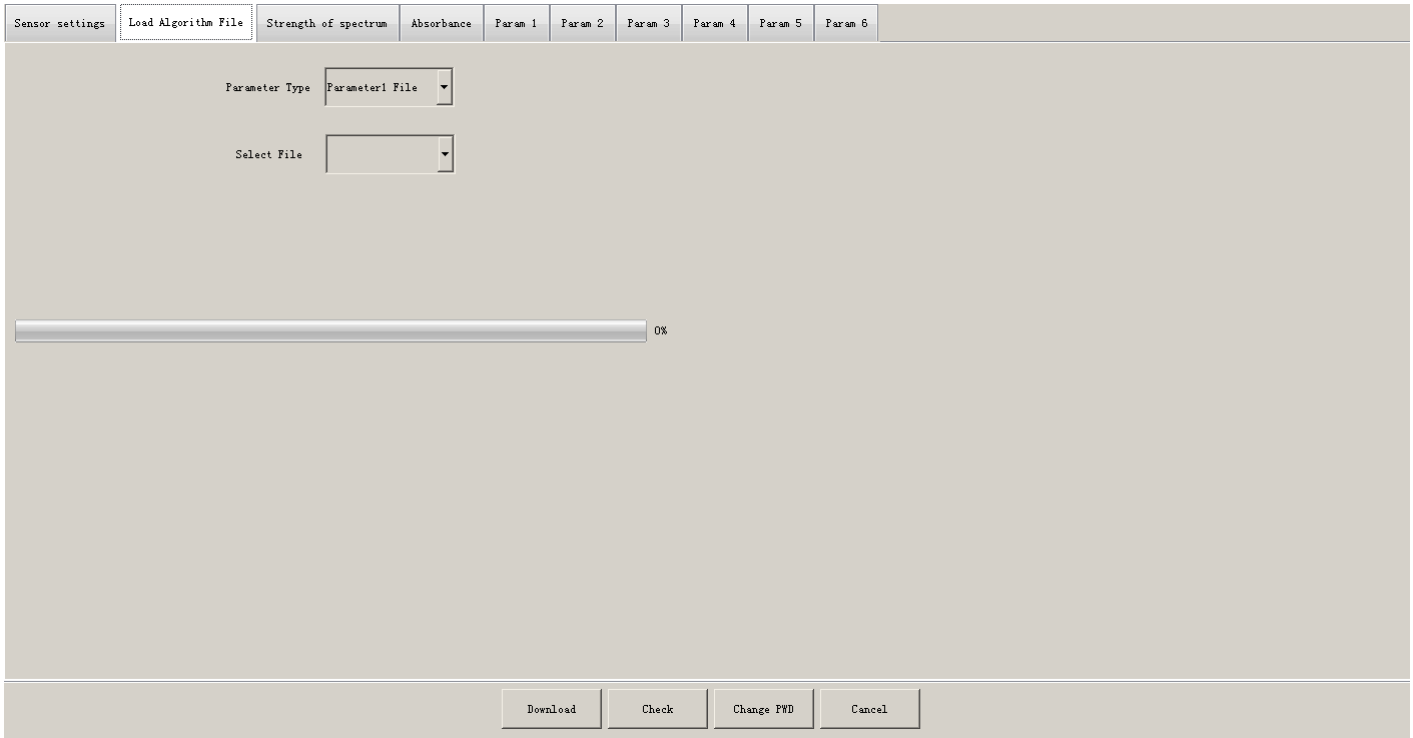 Sensor settings Load Algorithm File Strength of spectrum Absorbance Param 1 Param 2 Param 3 Param 4 Param 5 Param 6
Parameter Type Parameter1 File
Select File
0%
Download Check Change PWD Cancel